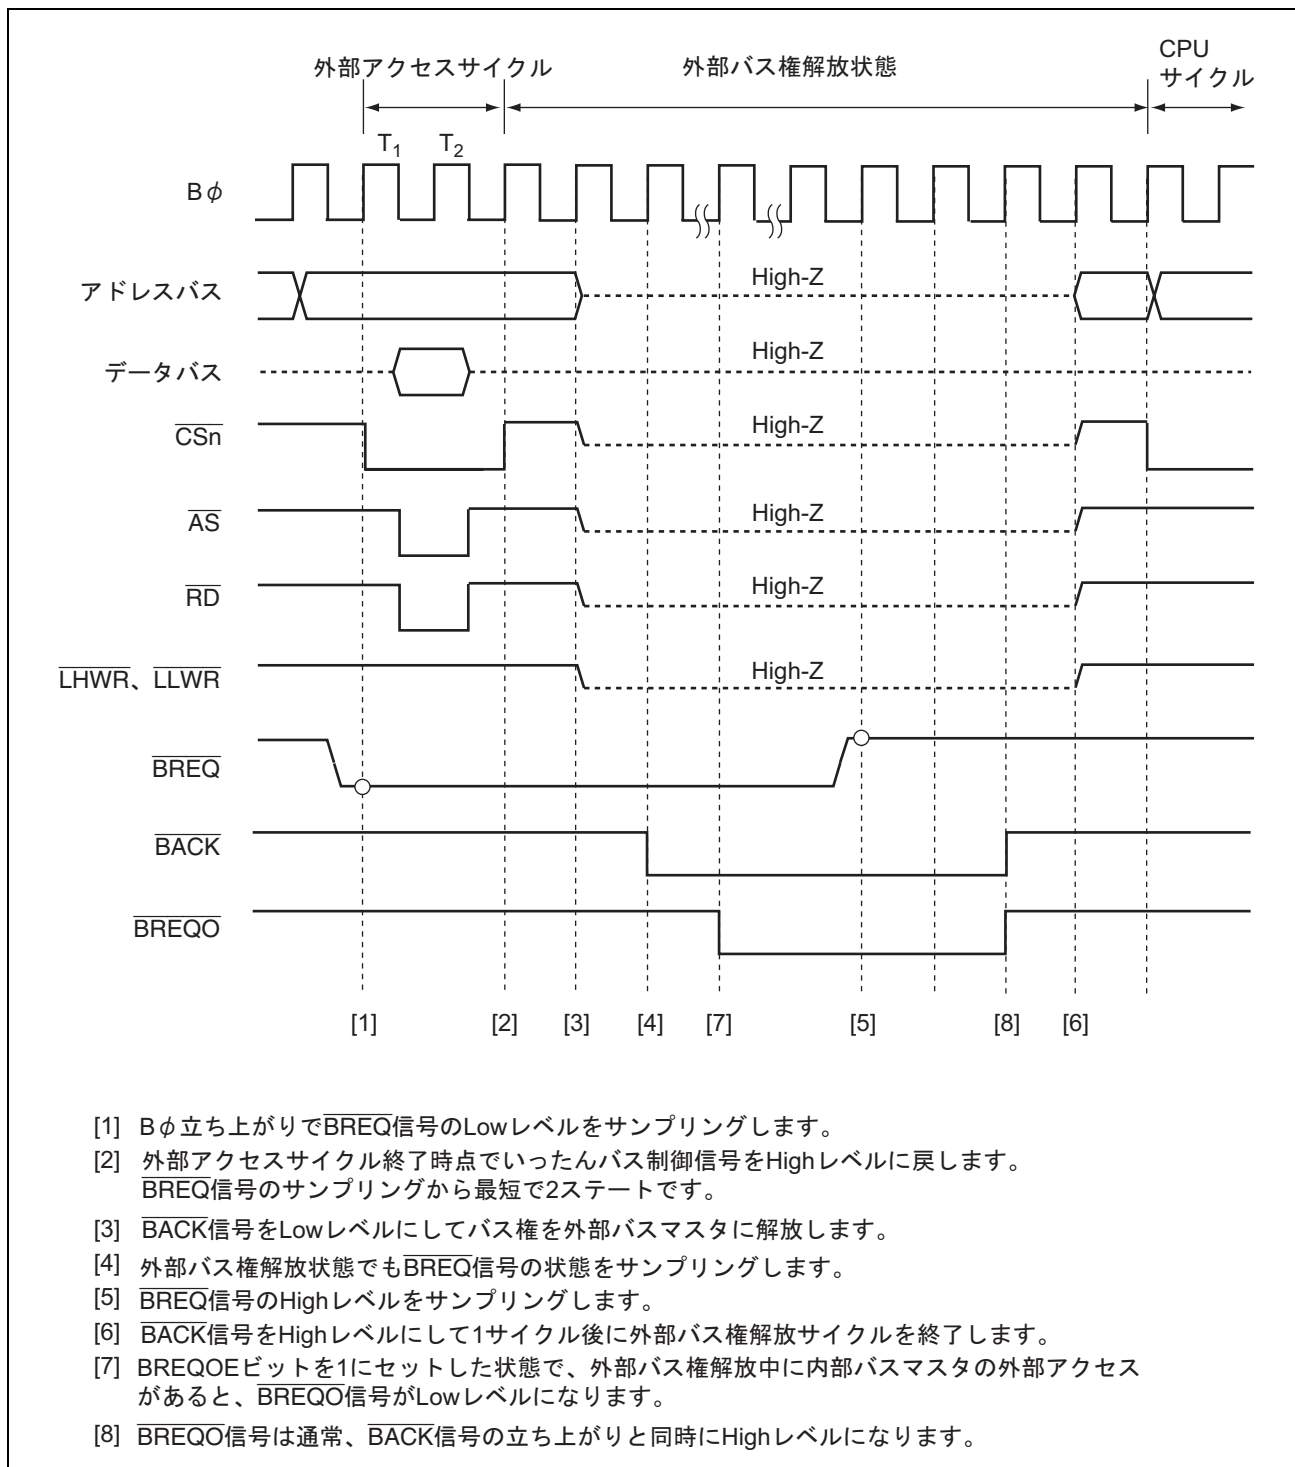 外部アクセスサイクル 外部バス権解放状態 CPU
サイクル
T1 T2
Bφ
アドレスバス High-Z
データバス High-Z
CSn High-Z
AS High-Z
RD High-Z
LHWR、LLWR High-Z
BREQ
BACK
BREQO
[1] [2] [3] [4] [7] [5] [8] [6]
[1] Bφ立ち上がりでBREQ信号のLowレベルをサンプリングします。
[2] 外部アクセスサイクル終了時点でいったんバス制御信号をHighレベルに戻します。
BREQ信号のサンプリングから最短で2ステートです。
[3] BACK信号をLowレベルにしてバス権を外部バスマスタに解放します。
[4] 外部バス権解放状態でもBREQ信号の状態をサンプリングします。
[5] BREQ信号のHighレベルをサンプリングします。
[6] BACK信号をHighレベルにして1サイクル後に外部バス権解放サイクルを終了します。
[7] BREQOEビットを1にセットした状態で、外部バス権解放中に内部バスマスタの外部アクセス
があると、BREQO信号がLowレベルになります。
[8] BREQO信号は通常、BACK信号の立ち上がりと同時にHighレベルになります。